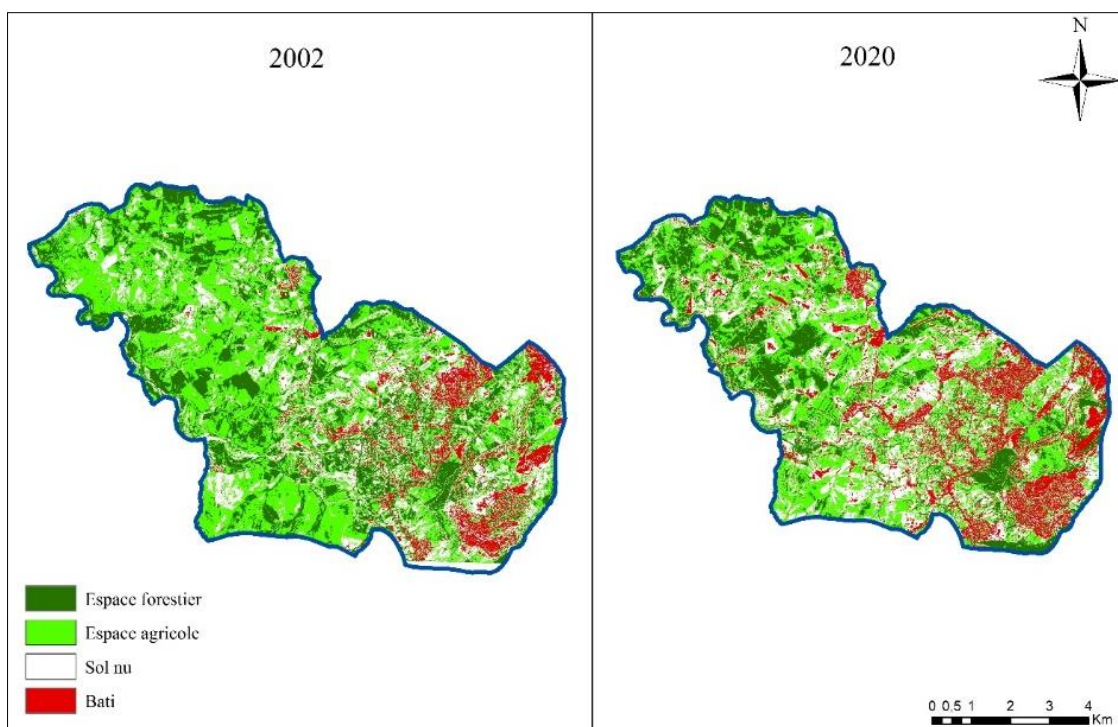 2002
2020
N
Espace forestier
Espace agricole
Sol nu
Bati
0 0,5 1 2 3 4
Km